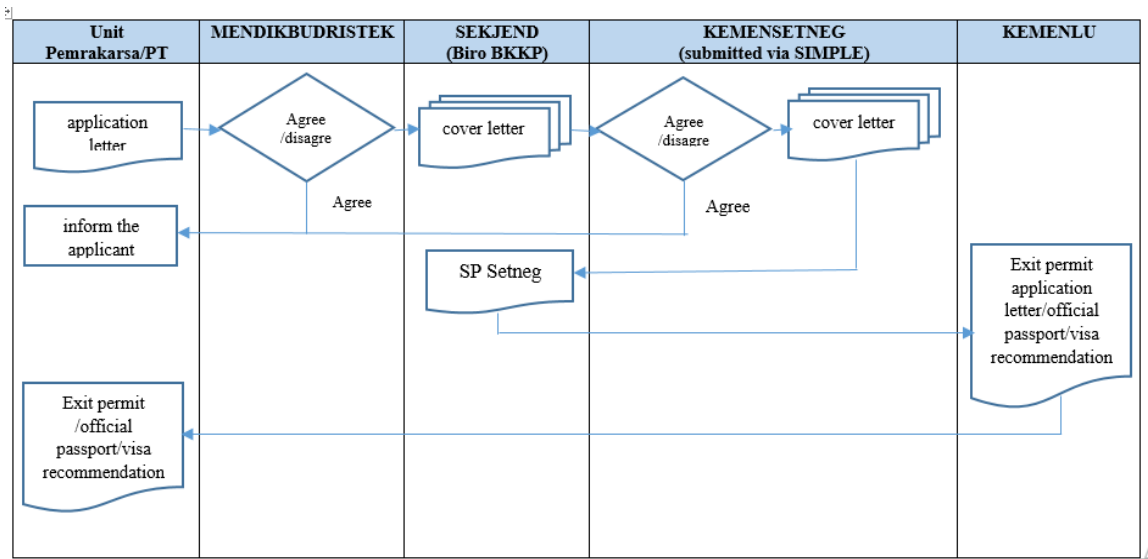 Unit
Pemrakarsa/PT
MENDIKBUDRISTEK
SEKJEND
(Biro BKKP)
KEMENSETNEG
(submitted via SIMPLE)
KEMENLU
application
letter
Agree
/disagre
cover letter
Agree
/disagre
cover letter
Agree
Agree
inform the
applicant
SP Setneg
Exit permit
application
letter/official
passport/visa
recommendation
Exit permit
/official
passport/visa
recommendation